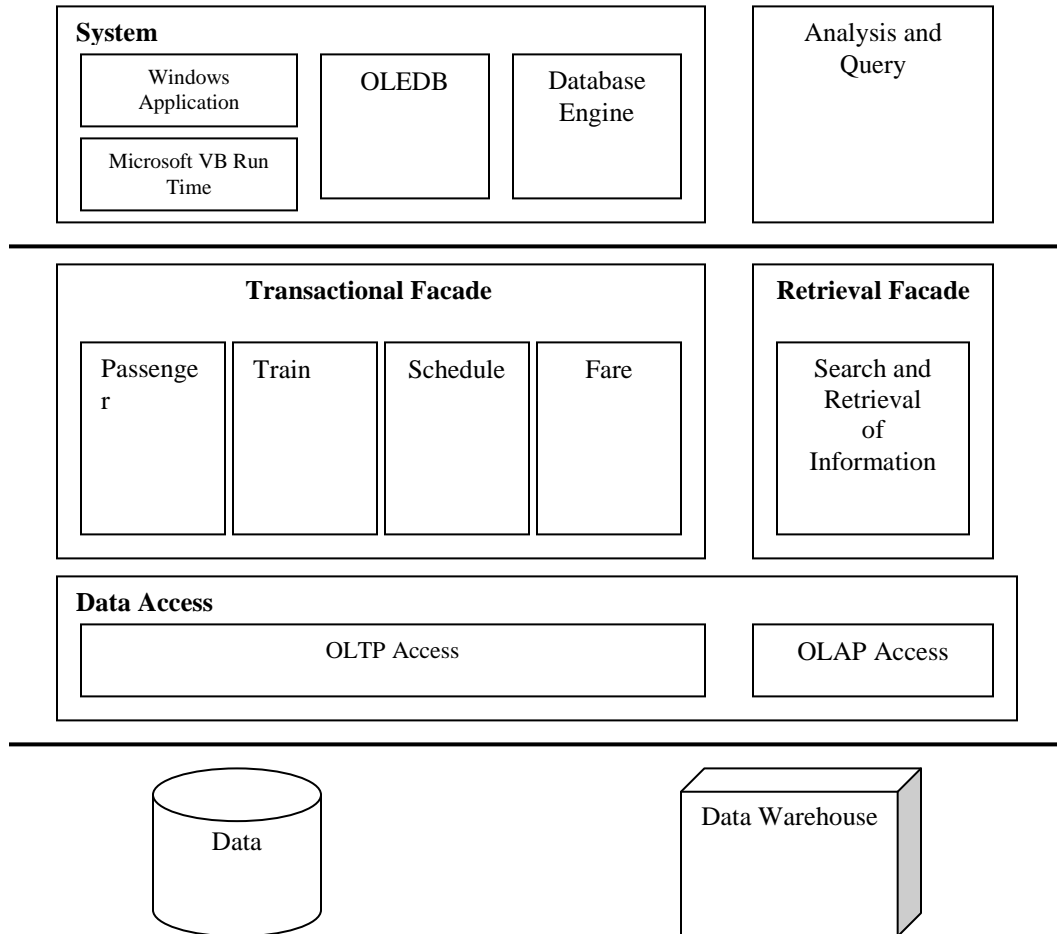 System
Windows
Application
Microsoft VB Run
Time
OLEDB
Database
Engine
Analysis and
Query
Transactional Facade
Passenge
r
Train
Schedule
Fare
Retrieval Facade
Search and
Retrieval
of
Information
Data Access
OLTP Access
OLAP Access
Data
Data Warehouse